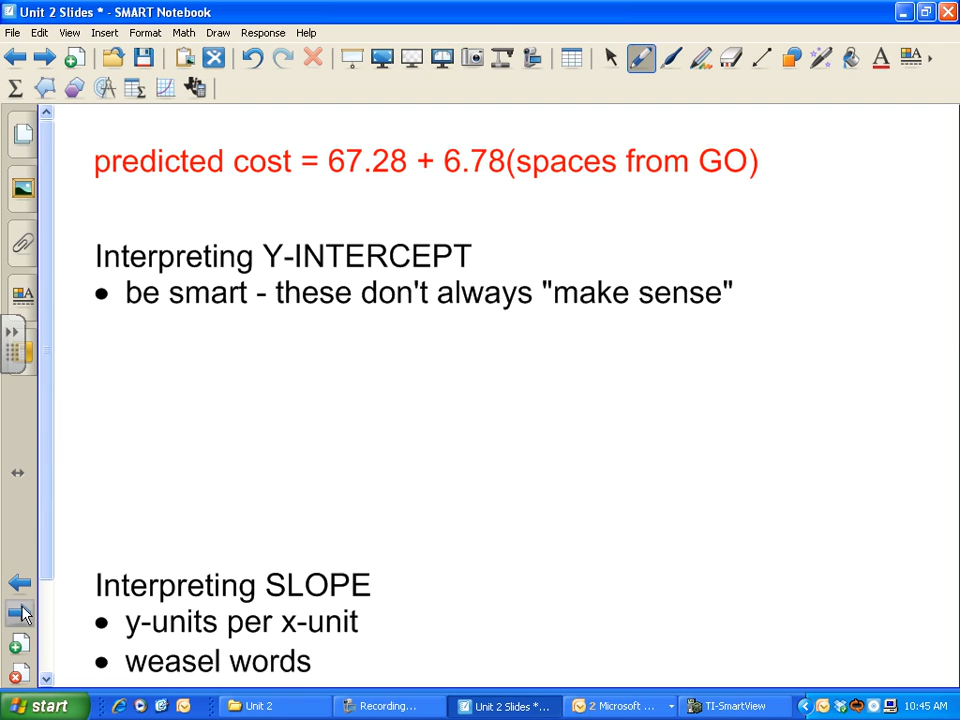 Unit 2 Slides * - SMART Notebook
File Edit View Insert Format Math Draw Response Help
predicted cost = 67.28 + 6.78(spaces from GO)
Interpreting Y-INTERCEPT
• be smart - these don't always "make sense"
Interpreting SLOPE
• y-units per x-unit
• weasel words
start Unit 2 Recording... Unit 2 Slides *... 2 Microsoft ... TI-SmartView 10:45 AM